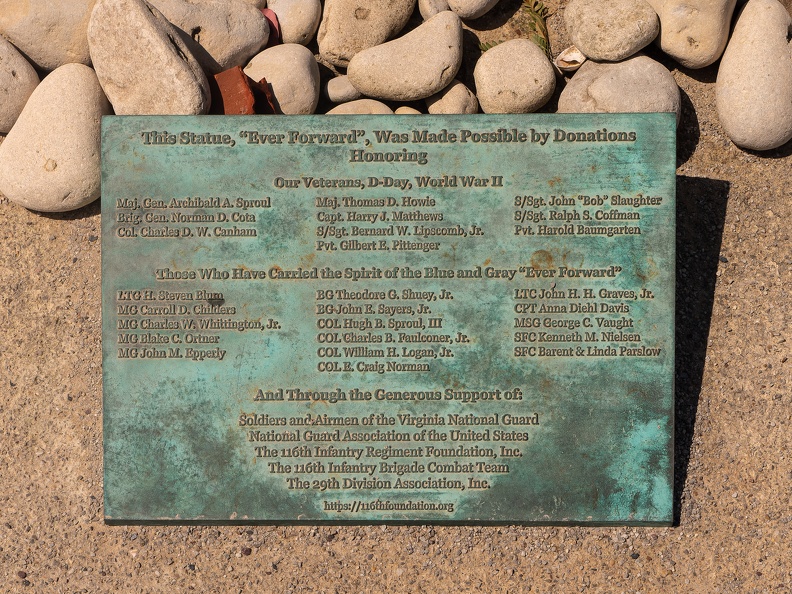 This Statue, "Ever Forward", Was Made Possible by Donations
Honoring
Our Veterans, D-Day, World War II
Maj. Gen. Archibald A. Sproul
Brig. Gen. Norman D. Cota
Col. Charles D. W. Canham
Maj. Thomas D. Howie
Capt. Harry J. Matthews
S/Sgt. Bernard W. Lipscomb, Jr.
Pvt. Gilbert E. Pittenger
S/Sgt. John "Bob" Slaughter
S/Sgt. Ralph S. Coffman
Pvt. Harold Baumgarten
Those Who Have Carried the Spirit of the Blue and Gray "Ever Forward"
LTG H. Steven Blum
MG Carroll D. Childers
MG Charles W. Whittington, Jr.
MG Blake C. Ortner
MG John M. Epperly
BG Theodore G. Shuey, Jr.
BG John E. Sayers, Jr.
COL Hugh B. Sproul, III
COL Charles B. Faulconer, Jr.
COL William H. Logan, Jr.
COL E. Craig Norman
LTC John H. H. Graves, Jr.
CPT Anna Diehl Davis
MSG George C. Vaught
SFC Kenneth M. Nielsen
SFC Barent & Linda Parslow
And Through the Generous Support of:
Soldiers and Airmen of the Virginia National Guard
National Guard Association of the United States
The 116th Infantry Regiment Foundation, Inc.
The 116th Infantry Brigade Combat Team
The 29th Division Association, Inc.
https://116thfoundation.org